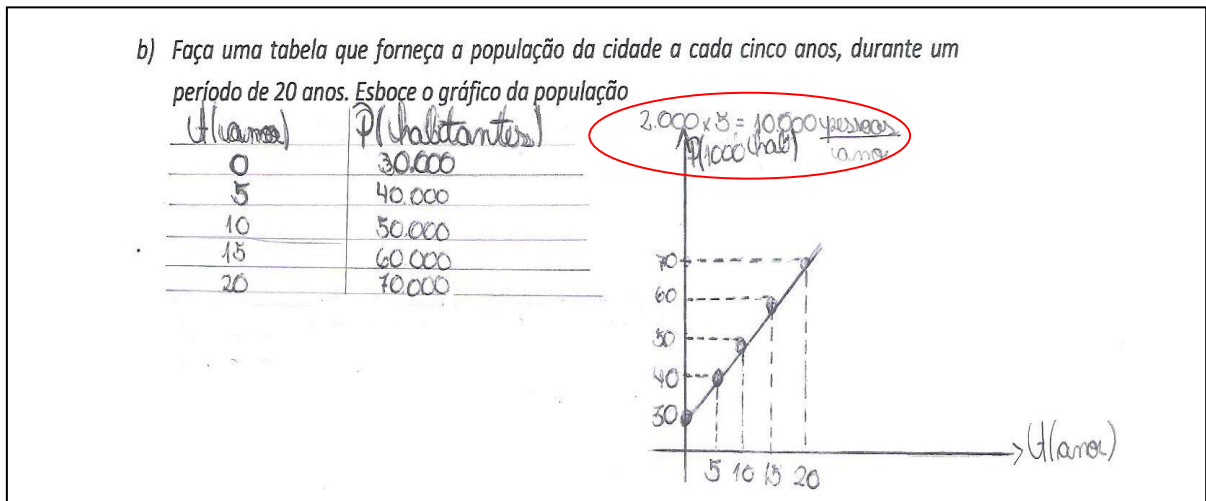 b) Faça uma tabela que forneça a população da cidade a cada cinco anos, durante um
período de 20 anos. Esboce o gráfico da população
t(anos) P(habitantes)
0 30.000
5 40.000
10 50.000
15 60.000
20 70.000
2.000 x 5 = 10.000 pessoas/anos
P(1000 hab)
70
60
50
40
30
5 10 15 20
t(anos)